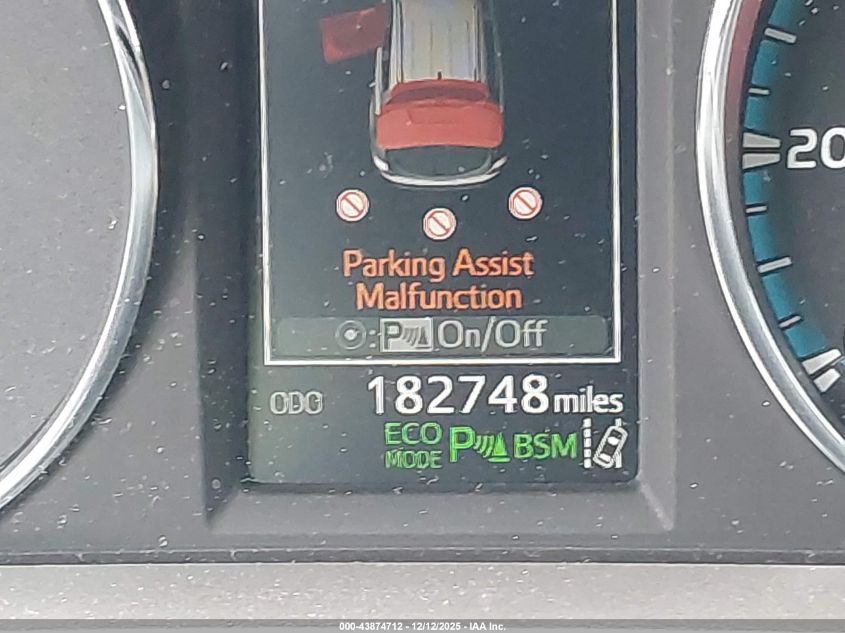 20
Parking Assist
Malfunction
: P On/Off
ODO 182748 miles
ECO MODE P BSM
000-43874712 - 12/12/2025 - IAA Inc.